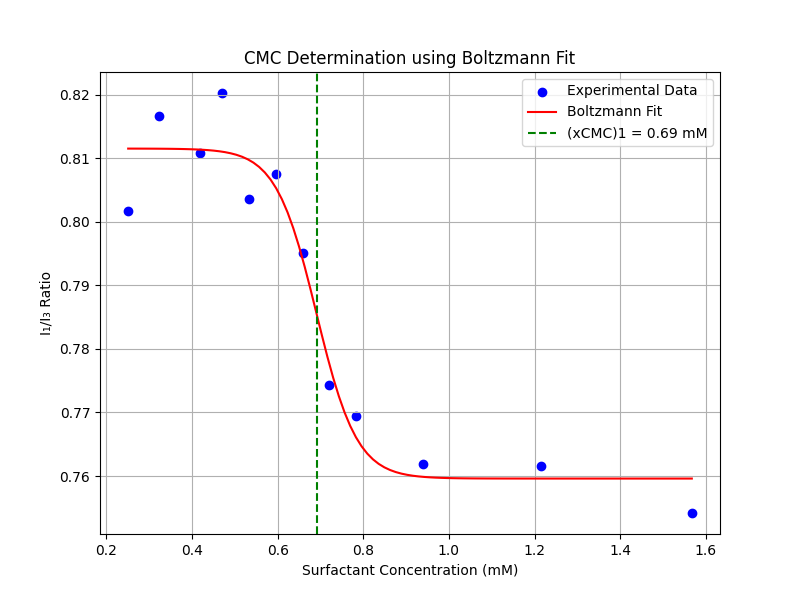 CMC Determination using Boltzmann Fit
Experimental Data
Boltzmann Fit
(xCMC)1 = 0.69 mM
I₁/I₃ Ratio
0.82
0.81
0.80
0.79
0.78
0.77
0.76
0.2 0.4 0.6 0.8 1.0 1.2 1.4 1.6
Surfactant Concentration (mM)